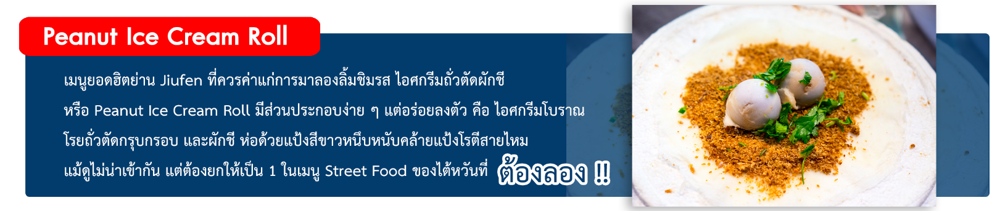 Peanut Ice Cream Roll
เมนูยอดฮิตย่าน Jiufen ที่ควรค่าแก่การมาลองลิ้มชิมรส ไอศกรีมถั่วตัดผักชี
หรือ Peanut Ice Cream Roll มีส่วนประกอบง่าย ๆ แต่อร่อยลงตัว คือ ไอศกรีมโบราณ
โรยถั่วตัดกรุบกรอบ และผักชี ห่อด้วยแป้งสีขาวหนึบหนับคล้ายแป้งโรตีสายไหม
แม้ดูไม่น่าเข้ากัน แต่ต้องยกให้เป็น 1 ในเมนู Street Food ของไต้หวันที่ ต้องลอง !!